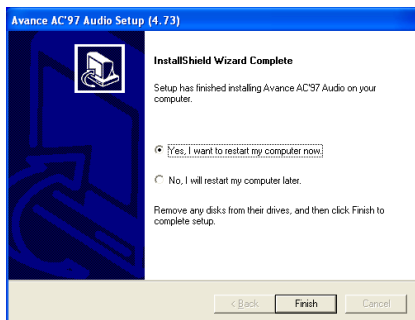 Avance AC'97 Audio Setup (4.73)
InstallShield Wizard Complete
Setup has finished installing Avance AC'97 Audio on your
computer.
Yes, I want to restart my computer now.
No, I will restart my computer later.
Remove any disks from their drives, and then click Finish to
complete setup.
< Back Finish Cancel